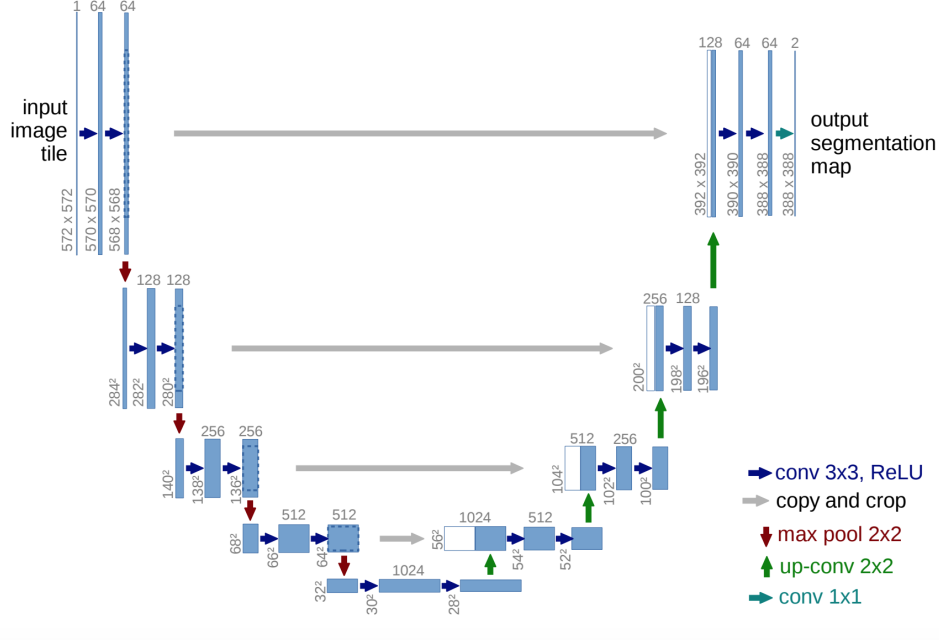 1 64 64
128 64 64 2
input
image
tile
output
segmentation
map
572 x 572
570 x 570
568 x 568
392 x 392
390 x 390
388 x 388
388 x 388
128 128
256 128
284²
282²
280²
200²
198²
196²
256 256
512 256
140²
138²
136²
104²
102²
100²
conv 3x3, ReLU
copy and crop
max pool 2x2
up-conv 2x2
conv 1x1
512 512
1024 512
68²
66²
64²
56²
54²
52²
1024
32²
30²
28²